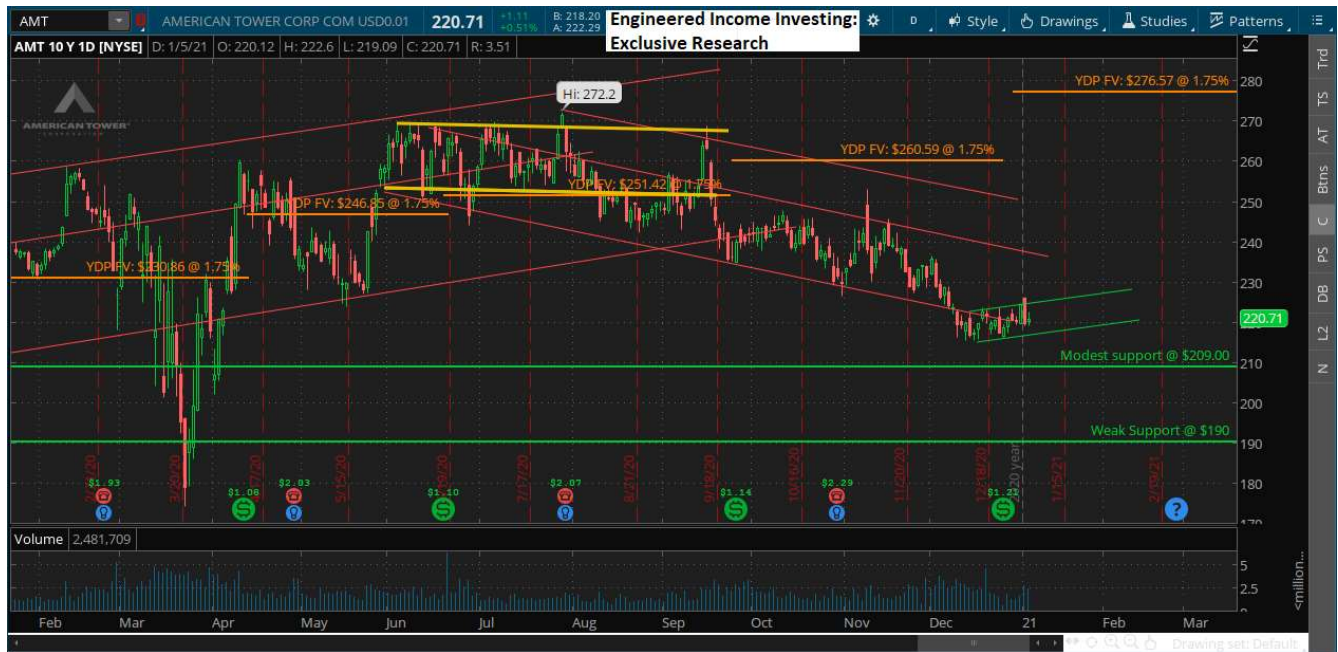 AMT
AMERICAN TOWER CORP COM USD0.01
220.71
+1.11
+0.51%
B: 218.20
A: 222.29
Engineered Income Investing:
Exclusive Research
D
Style
Drawings
Studies
Patterns
AMT 10 Y 1D [NYSE] D: 1/5/21 O: 220.12 H: 222.6 L: 219.09 C: 220.71 R: 3.51
AMERICAN TOWER
CORPORATION
Hi: 272.2
YDP FV: $276.57 @ 1.75%
YDP FV: $260.59 @ 1.75%
YDP FV: $251.42 @ 1.75%
YDP FV: $246.85 @ 1.75%
YDP FV: $230.86 @ 1.75%
Modest support @ $209.00
Weak Support @ $190
280
270
260
250
240
230
220.71
210
200
190
180
170
3/20/20
5/15/20
7/17/20
8/21/20
9/18/20
10/16/20
11/20/20
12/18/20
2020 year
1/15/21
2/19/21
$1.93
$1.08
$2.03
$1.10
$2.07
$1.14
$2.29
$1.21
$
$
$
$
?
Volume 2,481,709
5
2.5
0
<million...
Feb Mar Apr May Jun Jul Aug Sep Oct Nov Dec 21 Feb Mar
Drawing set: Default
Trd
TS
AT
Btns
C
PS
DB
L2
N